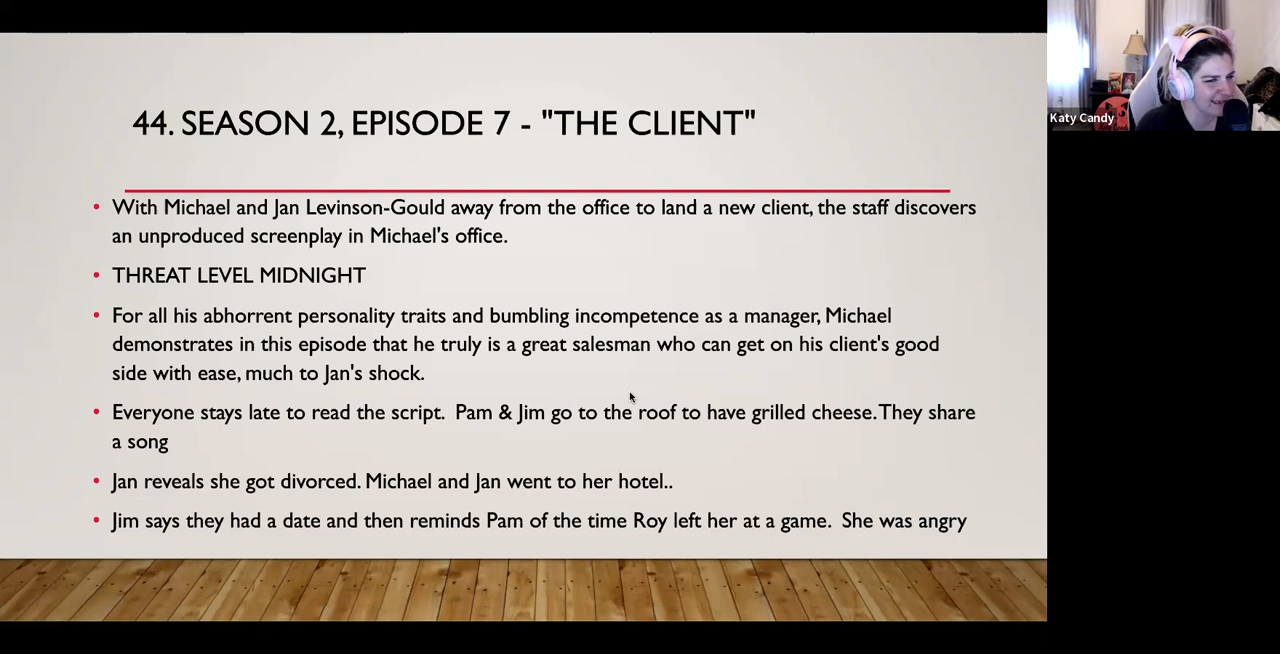 44. SEASON 2, EPISODE 7 - "THE CLIENT"
With Michael and Jan Levinson-Gould away from the office to land a new client, the staff discovers
an unproduced screenplay in Michael's office.
THREAT LEVEL MIDNIGHT
For all his abhorrent personality traits and bumbling incompetence as a manager, Michael
demonstrates in this episode that he truly is a great salesman who can get on his client's good
side with ease, much to Jan's shock.
Everyone stays late to read the script.  Pam & Jim go to the roof to have grilled cheese. They share
a song
Jan reveals she got divorced. Michael and Jan went to her hotel..
Jim says they had a date and then reminds Pam of the time Roy left her at a game.  She was angry
Katy Candy